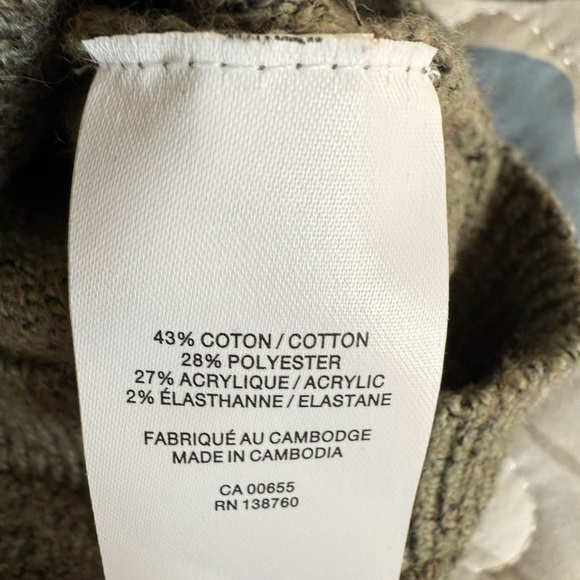 43% COTON / COTTON
28% POLYESTER
27% ACRYLIQUE / ACRYLIC
2% ÉLASTHANNE / ELASTANE
FABRIQUÉ AU CAMBODGE
MADE IN CAMBODIA
CA 00655
RN 138760